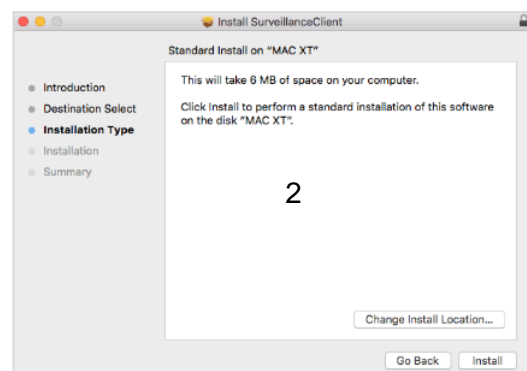 Install SurveillanceClient
Standard Install on "MAC XT"
Introduction
Destination Select
Installation Type
Installation
Summary
This will take 6 MB of space on your computer.
Click Install to perform a standard installation of this software
on the disk "MAC XT".
2
Change Install Location...
Go Back
Install